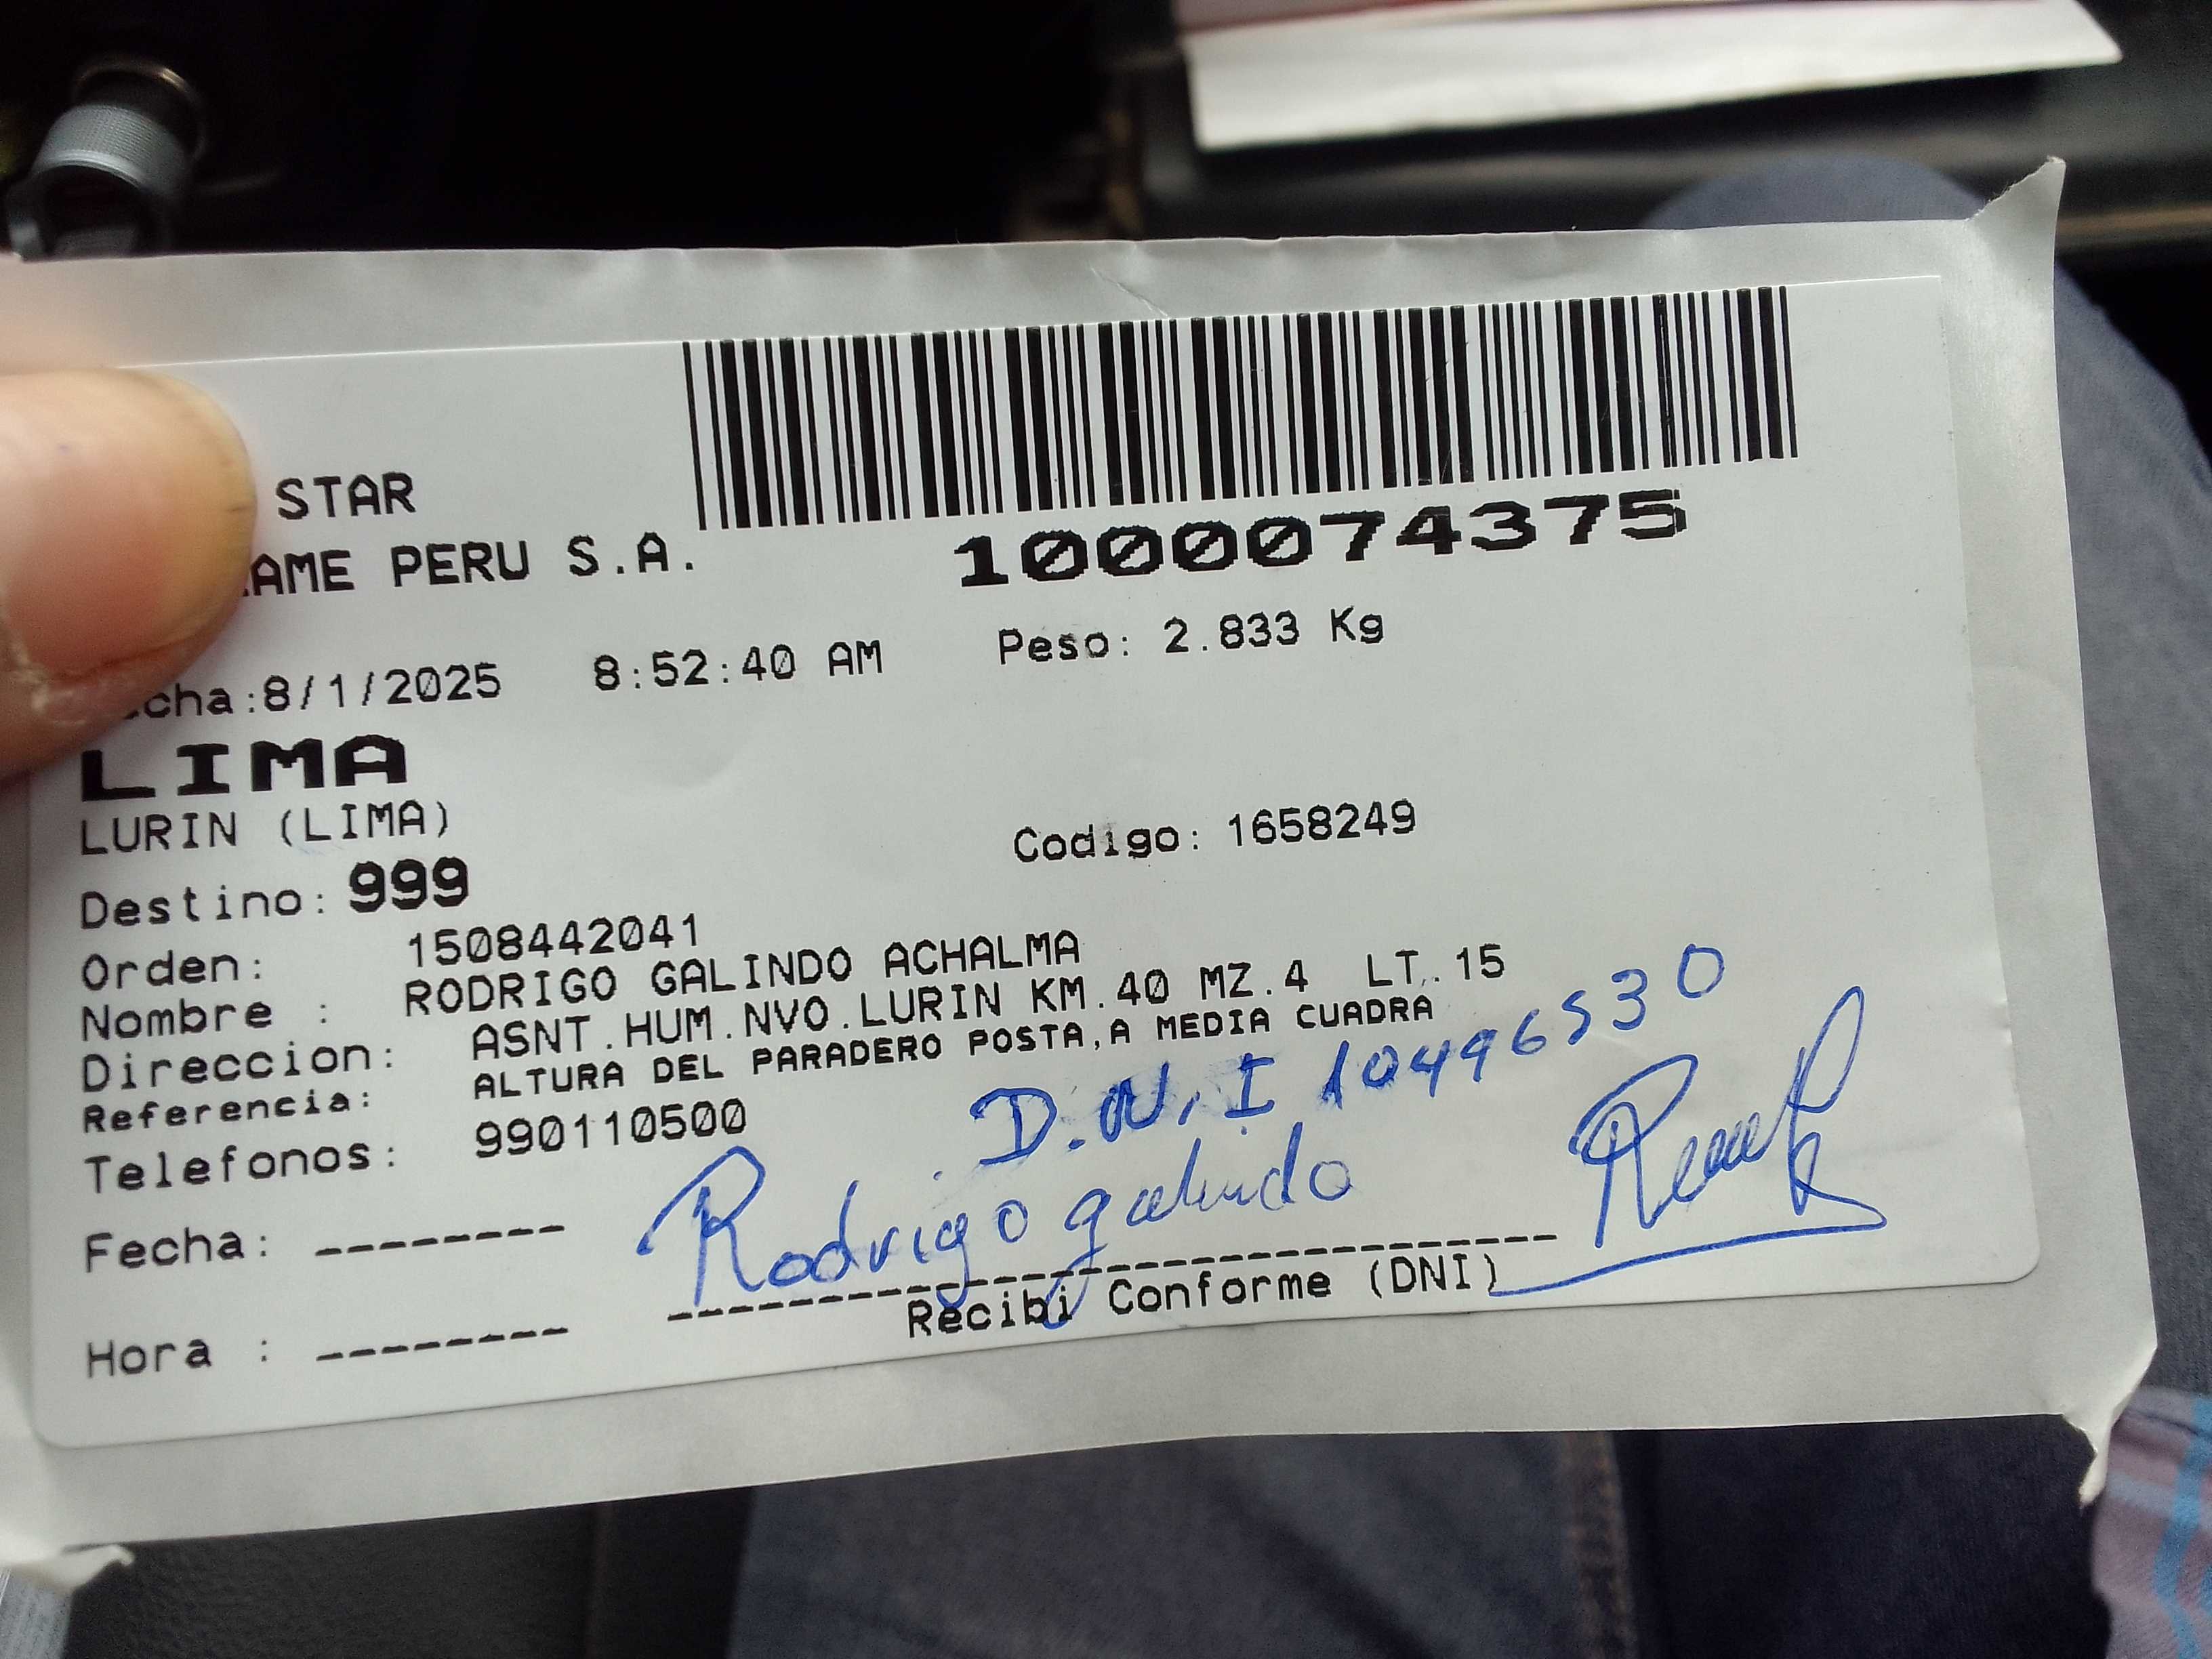 STAR
AME PERU S.A.
1000074375
cha:8/1/2025 8:52:40 AM Peso: 2.833 Kg
LIMA
LURIN (LIMA)
Codigo: 1658249
Destino: 999
Orden: 1508442041
Nombre : RODRIGO GALINDO ACHALMA
Direccion: ASNT.HUM.NVO.LURIN KM.40 MZ.4 LT.15
Referencia: ALTURA DEL PARADERO POSTA,A MEDIA CUADRA
Telefonos: 990110500
D.N.I 10496530
Rodrigo galindo
Fecha: --------
Hora : --------
Recibi Conforme (DNI)